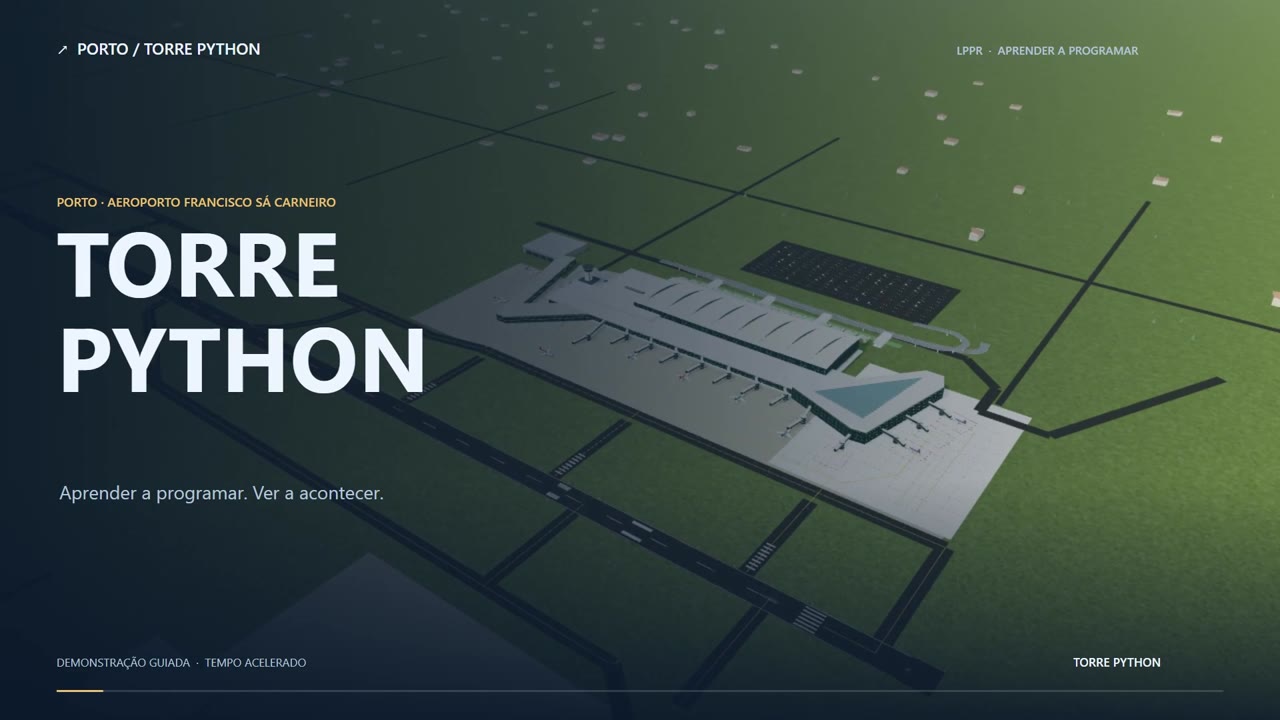 ↗ PORTO / TORRE PYTHON
LPPR · APRENDER A PROGRAMAR
PORTO · AEROPORTO FRANCISCO SÁ CARNEIRO
TORRE
PYTHON
Aprender a programar. Ver a acontecer.
DEMONSTRAÇÃO GUIADA · TEMPO ACELERADO
TORRE PYTHON